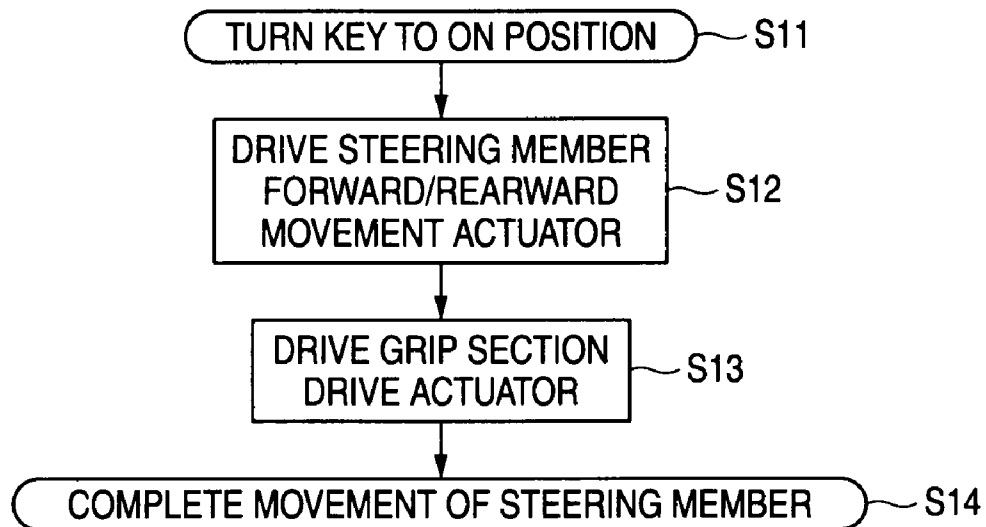 TURN KEY TO ON POSITION
S11
DRIVE STEERING MEMBER
FORWARD/REARWARD
MOVEMENT ACTUATOR
S12
DRIVE GRIP SECTION
DRIVE ACTUATOR
S13
COMPLETE MOVEMENT OF STEERING MEMBER
S14